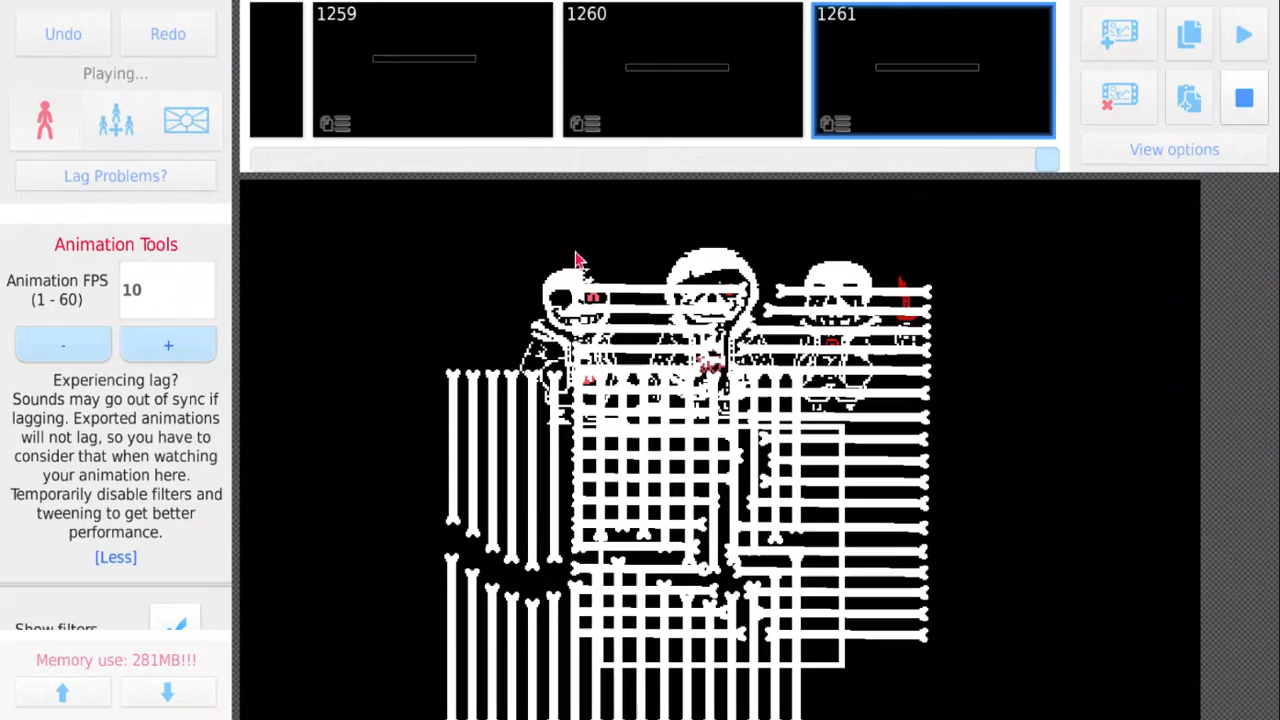 Undo Redo
Playing...
Lag Problems?
Animation Tools
Animation FPS
(1 - 60)
10
- +
Experiencing lag?
Sounds may go out of sync if
lagging. Exported animations
will not lag, so you have to
consider that when watching
your animation here.
Temporarily disable filters and
tweening to get better
performance.
[Less]
Show filters
Memory use: 281MB!!!
1259 1260 1261
View options